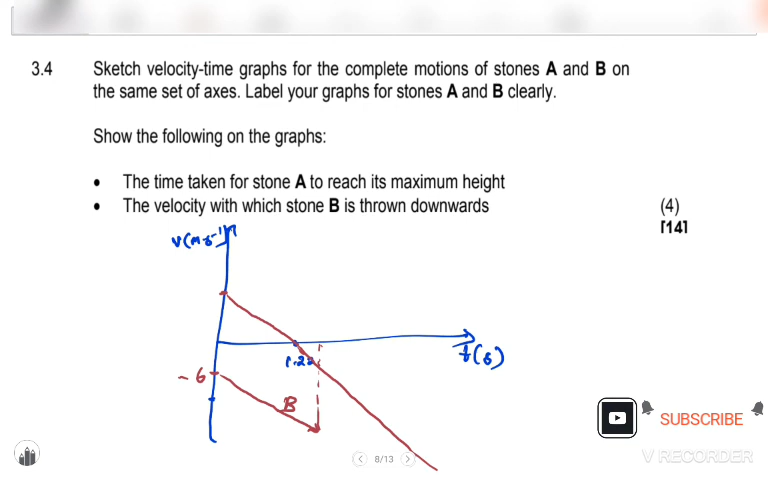 3.4 Sketch velocity-time graphs for the complete motions of stones A and B on
the same set of axes. Label your graphs for stones A and B clearly.
Show the following on the graphs:
• The time taken for stone A to reach its maximum height
• The velocity with which stone B is thrown downwards
(4)
[14]
v(m·s⁻¹)
1.22
t(s)
-6
B
SUBSCRIBE
V RECORDER
8/13